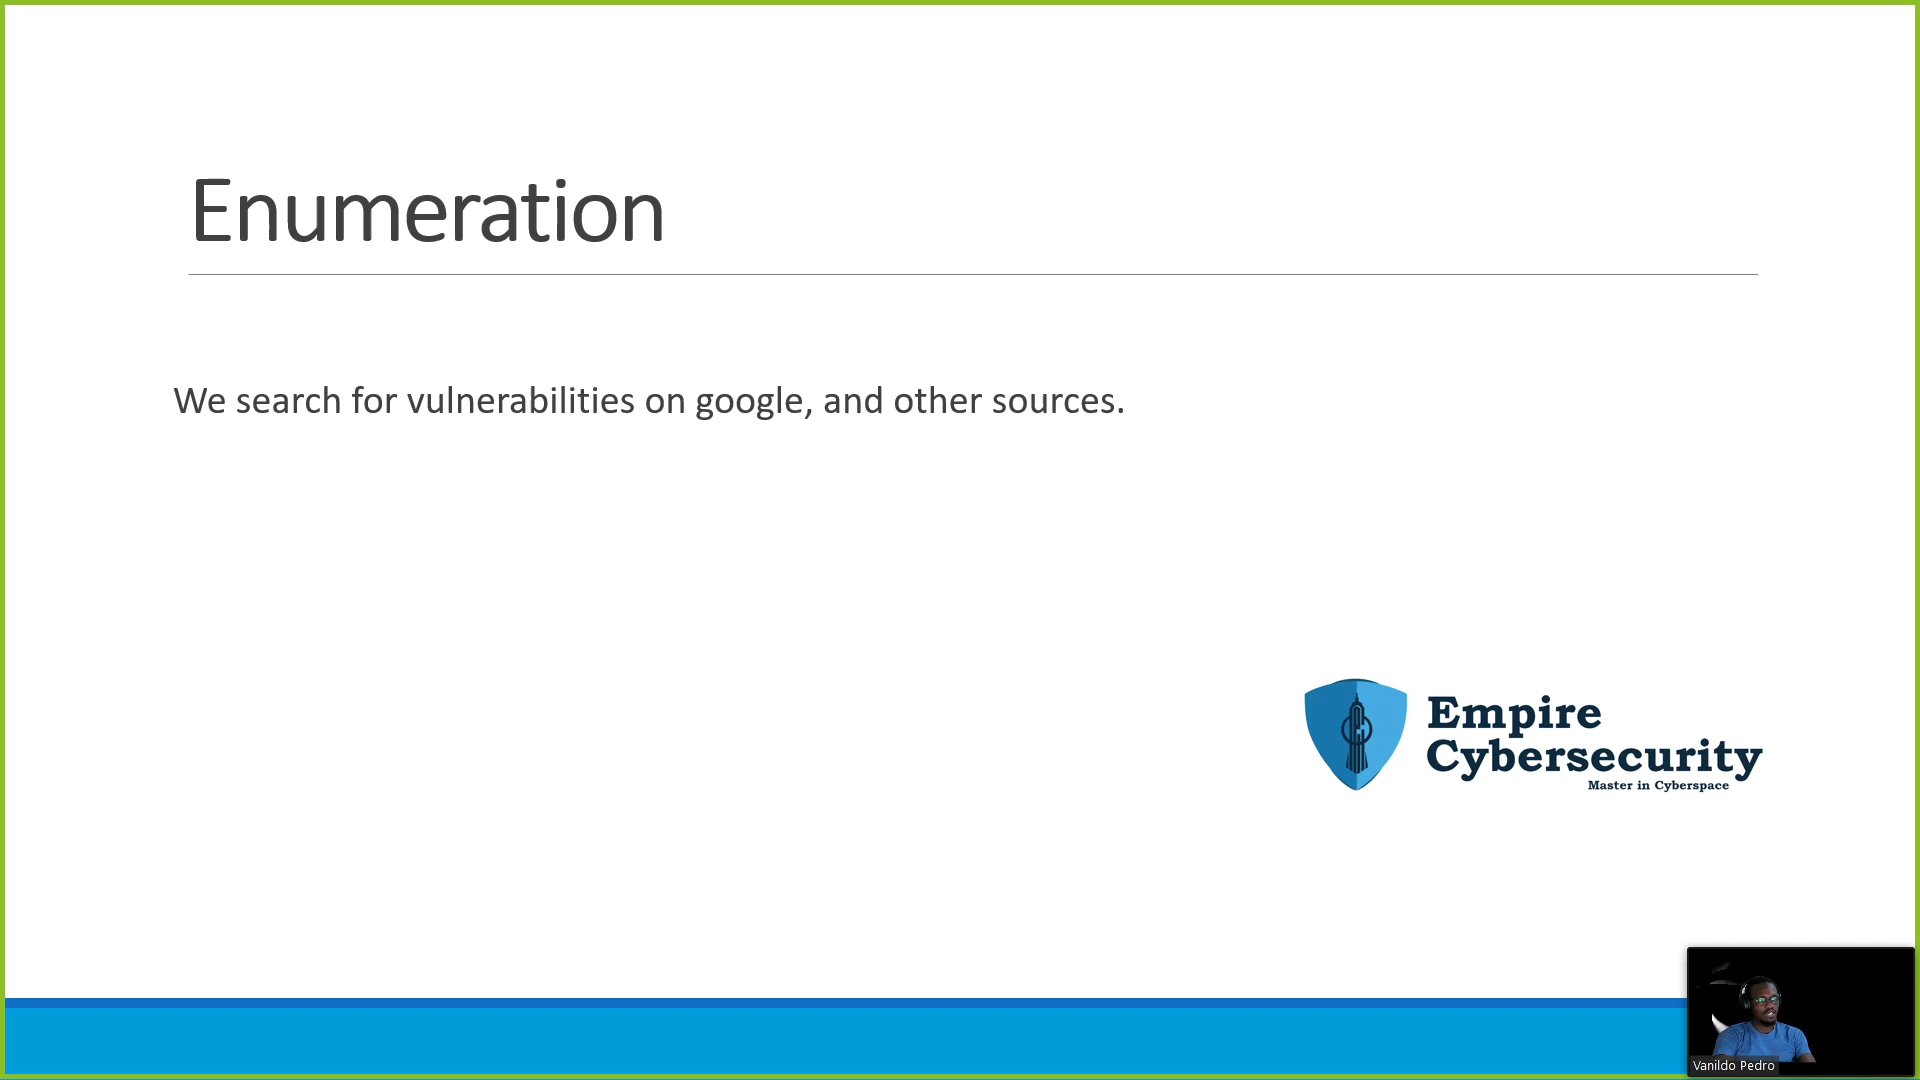 Enumeration
We search for vulnerabilities on google, and other sources.
Empire
Cybersecurity
Master in Cyberspace
Vanildo Pedro